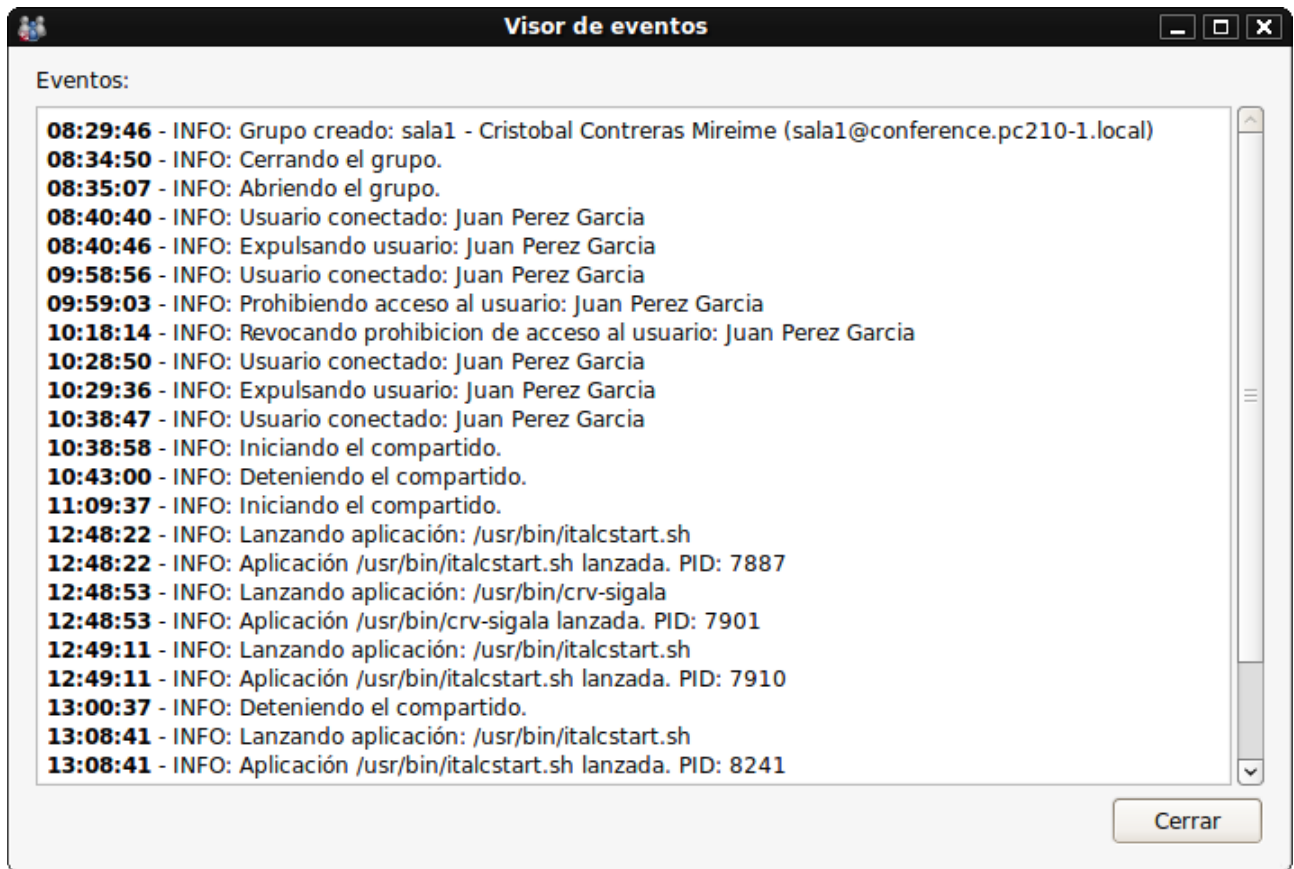 Visor de eventos
Eventos:
08:29:46 - INFO: Grupo creado: sala1 - Cristobal Contreras Mireime (sala1@conference.pc210-1.local)
08:34:50 - INFO: Cerrando el grupo.
08:35:07 - INFO: Abriendo el grupo.
08:40:40 - INFO: Usuario conectado: Juan Perez Garcia
08:40:46 - INFO: Expulsando usuario: Juan Perez Garcia
09:58:56 - INFO: Usuario conectado: Juan Perez Garcia
09:59:03 - INFO: Prohibiendo acceso al usuario: Juan Perez Garcia
10:18:14 - INFO: Revocando prohibicion de acceso al usuario: Juan Perez Garcia
10:28:50 - INFO: Usuario conectado: Juan Perez Garcia
10:29:36 - INFO: Expulsando usuario: Juan Perez Garcia
10:38:47 - INFO: Usuario conectado: Juan Perez Garcia
10:38:58 - INFO: Iniciando el compartido.
10:43:00 - INFO: Deteniendo el compartido.
11:09:37 - INFO: Iniciando el compartido.
12:48:22 - INFO: Lanzando aplicación: /usr/bin/italcstart.sh
12:48:22 - INFO: Aplicación /usr/bin/italcstart.sh lanzada. PID: 7887
12:48:53 - INFO: Lanzando aplicación: /usr/bin/crv-sigala
12:48:53 - INFO: Aplicación /usr/bin/crv-sigala lanzada. PID: 7901
12:49:11 - INFO: Lanzando aplicación: /usr/bin/italcstart.sh
12:49:11 - INFO: Aplicación /usr/bin/italcstart.sh lanzada. PID: 7910
13:00:37 - INFO: Deteniendo el compartido.
13:08:41 - INFO: Lanzando aplicación: /usr/bin/italcstart.sh
13:08:41 - INFO: Aplicación /usr/bin/italcstart.sh lanzada. PID: 8241
Cerrar